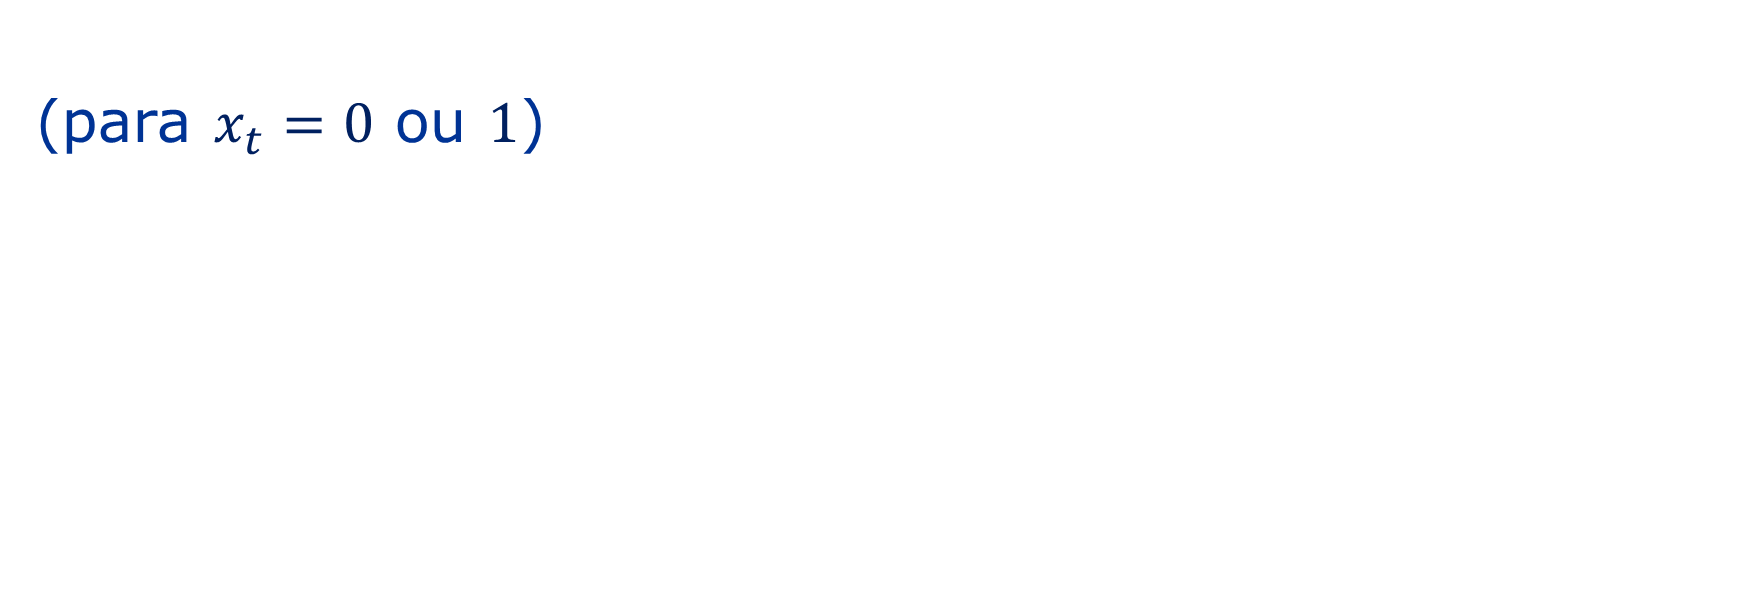 (para $x_t = 0$ ou $1$)